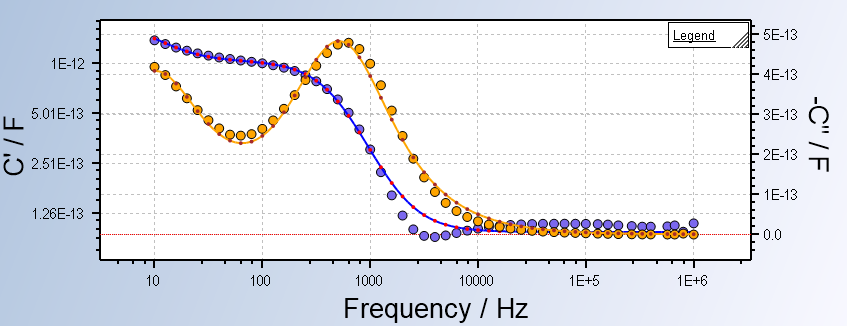 Legend
C' / F
1E-12
5.01E-13
2.51E-13
1.26E-13
5E-13
4E-13
3E-13
2E-13
1E-13
0.0
-C'' / F
10 100 1000 10000 1E+5 1E+6
Frequency / Hz